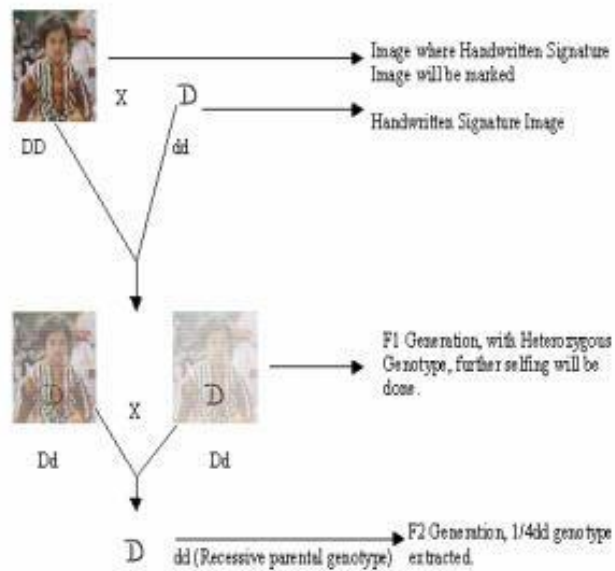 Image where Handwritten Signature
Image will be marked
X
D
Handwritten Signature Image
DD
dd
F1 Generation, with Heterozygous
Genotype, further selfing will be
done.
D
X
D
Dd
Dd
D
dd (Recessive parental genotype)
F2 Generation, 1/4dd genotype
extracted.